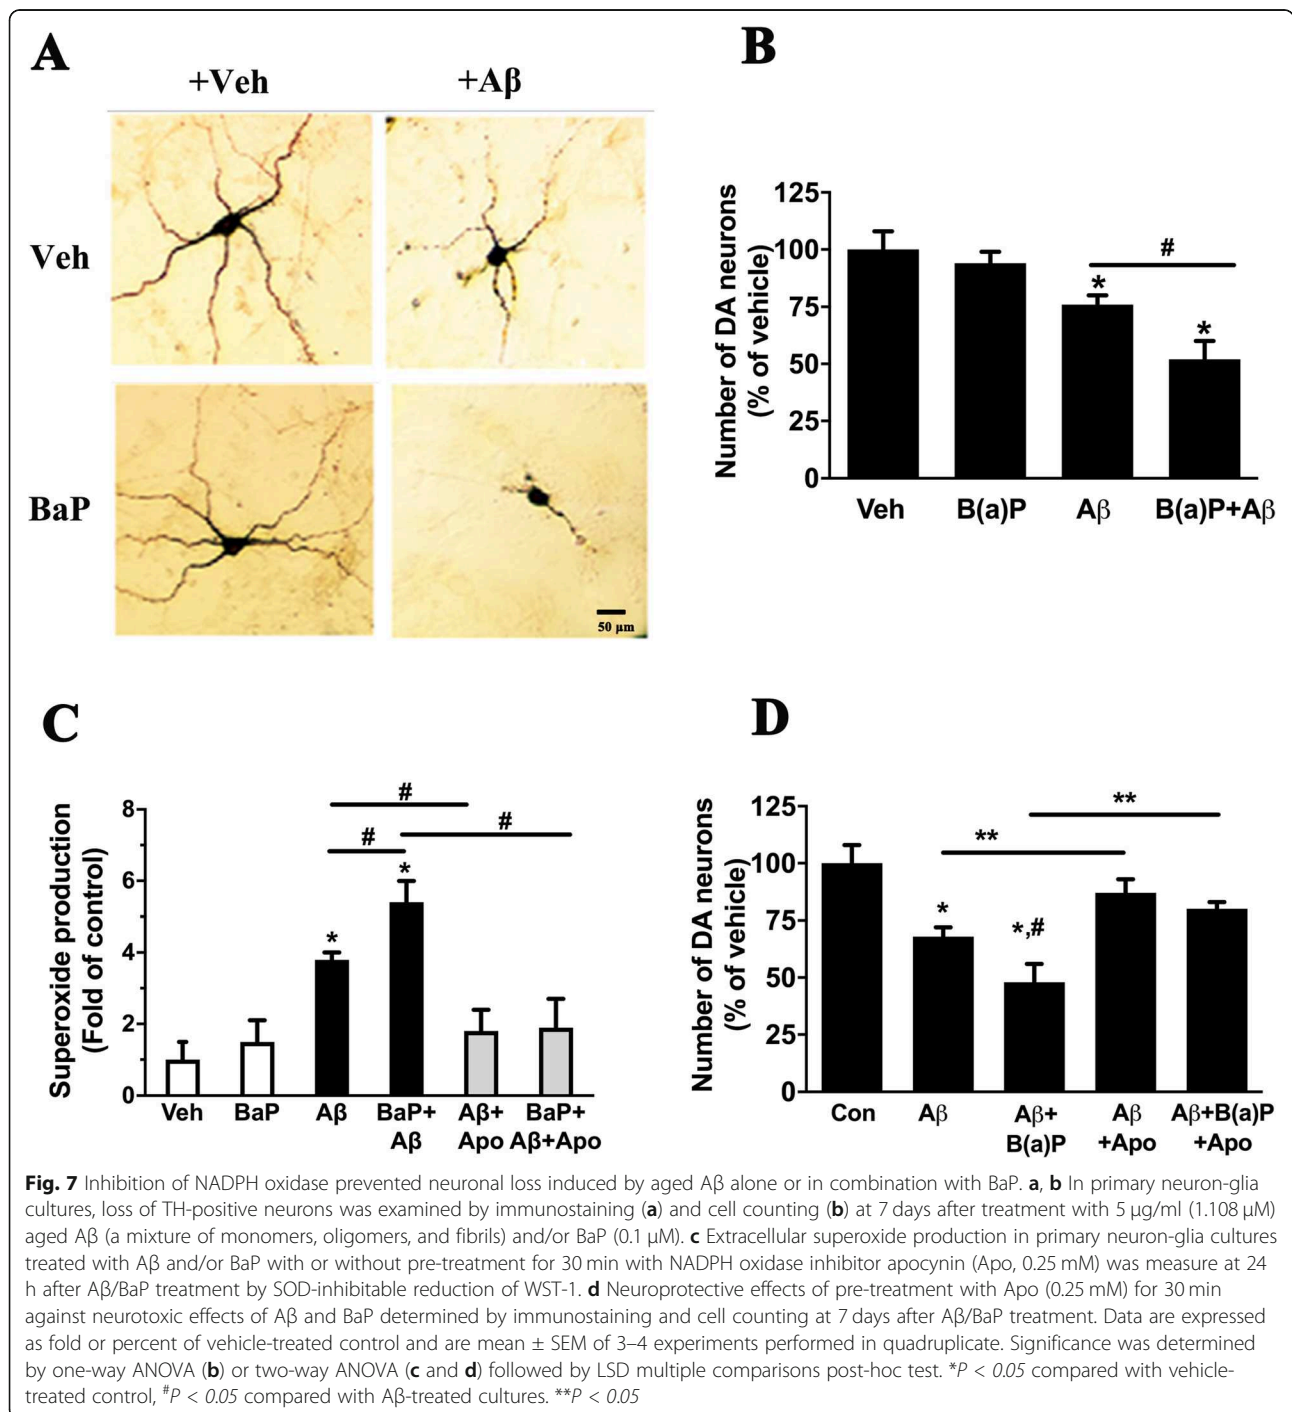 A
+Veh
+Aβ
Veh
BaP
50 µm
B
Number of DA neurons
(% of vehicle)
125
100
75
50
25
0
*
#
*
Veh
B(a)P
Aβ
B(a)P+Aβ
C
Superoxide production
(Fold of control)
8
6
4
2
0
#
#
#
*
*
Veh
BaP
Aβ
BaP+
Aβ
Aβ+
Apo
BaP+
Aβ+Apo
D
Number of DA neurons
(% of vehicle)
125
100
75
50
25
0
**
**
*
*,#
Con
Aβ
Aβ+
B(a)P
Aβ
+Apo
Aβ+B(a)P
+Apo
Fig. 7 Inhibition of NADPH oxidase prevented neuronal loss induced by aged Aβ alone or in combination with BaP. a, b In primary neuron-glia
cultures, loss of TH-positive neurons was examined by immunostaining (a) and cell counting (b) at 7 days after treatment with 5 µg/ml (1.108 µM)
aged Aβ (a mixture of monomers, oligomers, and fibrils) and/or BaP (0.1 µM). c Extracellular superoxide production in primary neuron-glia cultures
treated with Aβ and/or BaP with or without pre-treatment for 30 min with NADPH oxidase inhibitor apocynin (Apo, 0.25 mM) was measure at 24
h after Aβ/BaP treatment by SOD-inhibitable reduction of WST-1. d Neuroprotective effects of pre-treatment with Apo (0.25 mM) for 30 min
against neurotoxic effects of Aβ and BaP determined by immunostaining and cell counting at 7 days after Aβ/BaP treatment. Data are expressed
as fold or percent of vehicle-treated control and are mean ± SEM of 3–4 experiments performed in quadruplicate. Significance was determined
by one-way ANOVA (b) or two-way ANOVA (c and d) followed by LSD multiple comparisons post-hoc test. *P < 0.05 compared with vehicle-
treated control, #P < 0.05 compared with Aβ-treated cultures. **P < 0.05